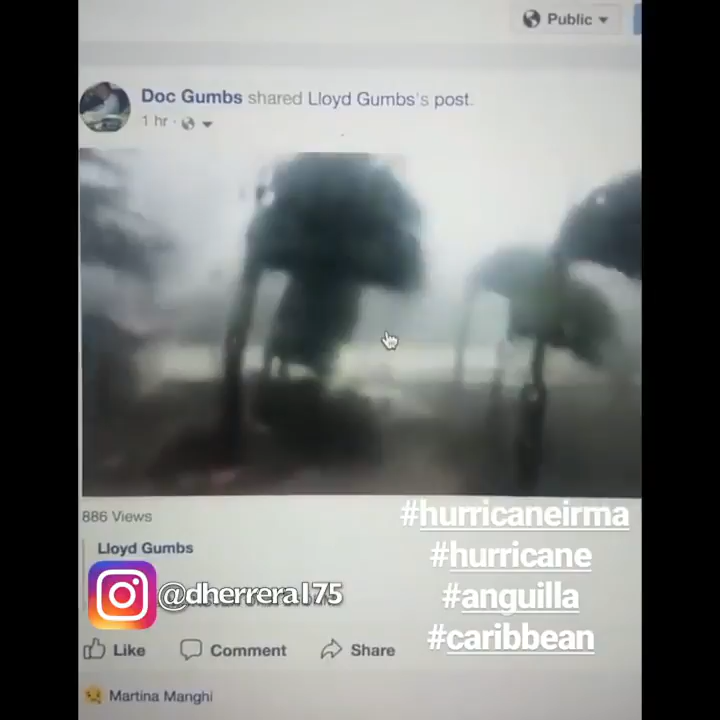 Public
Doc Gumbs shared Lloyd Gumbs's post.
1 hr
886 Views
Lloyd Gumbs
@dherrera175
#hurricaneirma
#hurricane
#anguilla
#caribbean
Like Comment Share
Martina Manghi